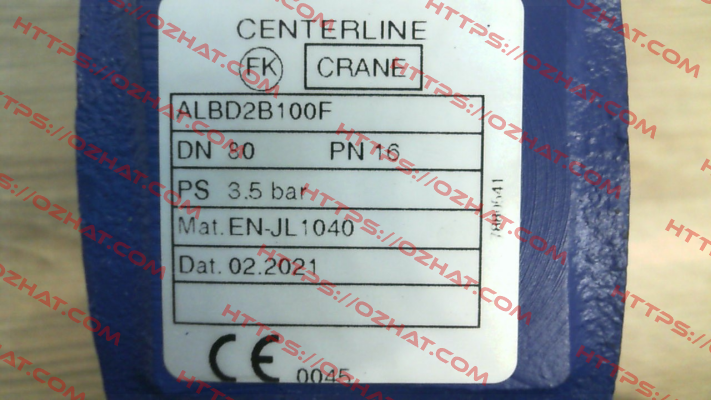 CENTERLINE
FK CRANE
ALBD2B100F
DN 80 PN 16
PS 3.5 bar
Mat. EN-JL1040
Dat. 02.2021
CE 0045
HTTPS://OZHAT.COM